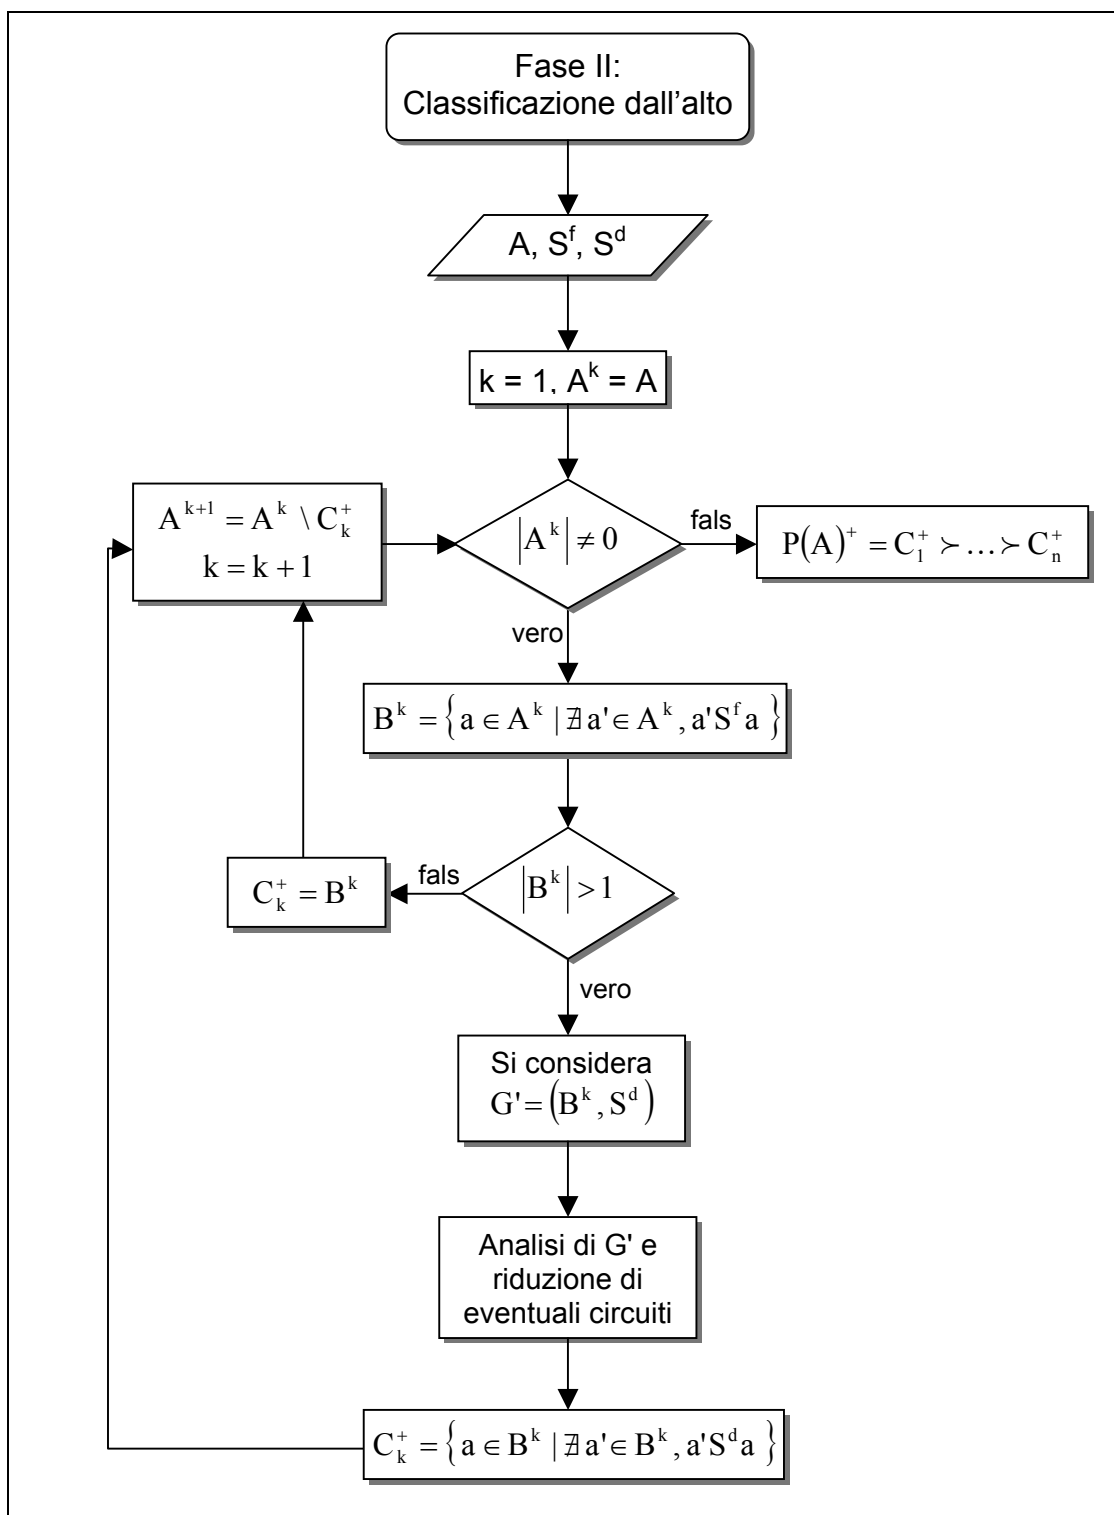 Fase II:
Classificazione dall'alto
A, S^f, S^d
k = 1, A^k = A
A^{k+1} = A^k \ C_k^+
k = k + 1
|A^k| ≠ 0
fals
P(A)^+ = C_1^+ ≻ … ≻ C_n^+
vero
B^k = { a ∈ A^k | ∄ a' ∈ A^k , a' S^f a }
C_k^+ = B^k
fals
|B^k| > 1
vero
Si considera
G' = (B^k , S^d)
Analisi di G' e
riduzione di
eventuali circuiti
C_k^+ = { a ∈ B^k | ∄ a' ∈ B^k , a' S^d a }